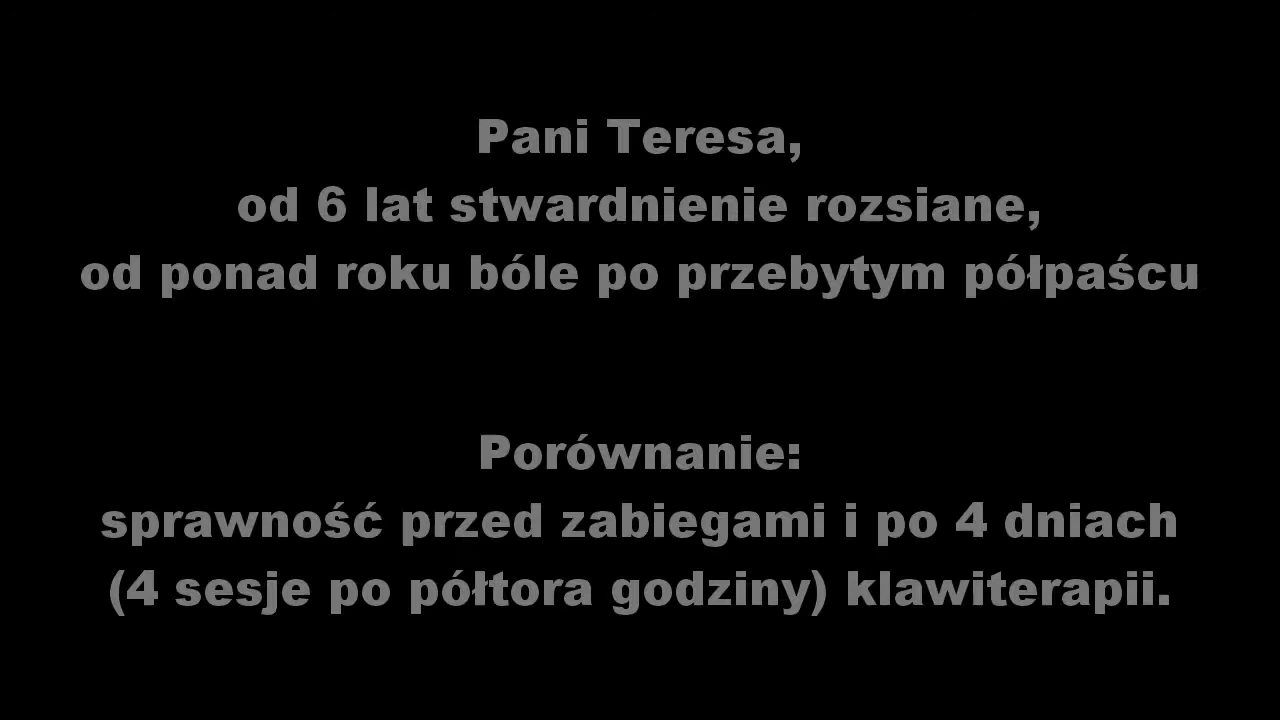 Pani Teresa,
od 6 lat stwardnienie rozsiane,
od ponad roku bóle po przebytym półpaścu
Porównanie:
sprawność przed zabiegami i po 4 dniach
(4 sesje po półtora godziny) klawiterapii.